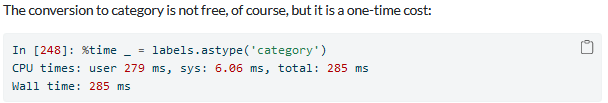 The conversion to category is not free, of course, but it is a one-time cost:
In [248]: %time _ = labels.astype('category')
CPU times: user 279 ms, sys: 6.06 ms, total: 285 ms
Wall time: 285 ms